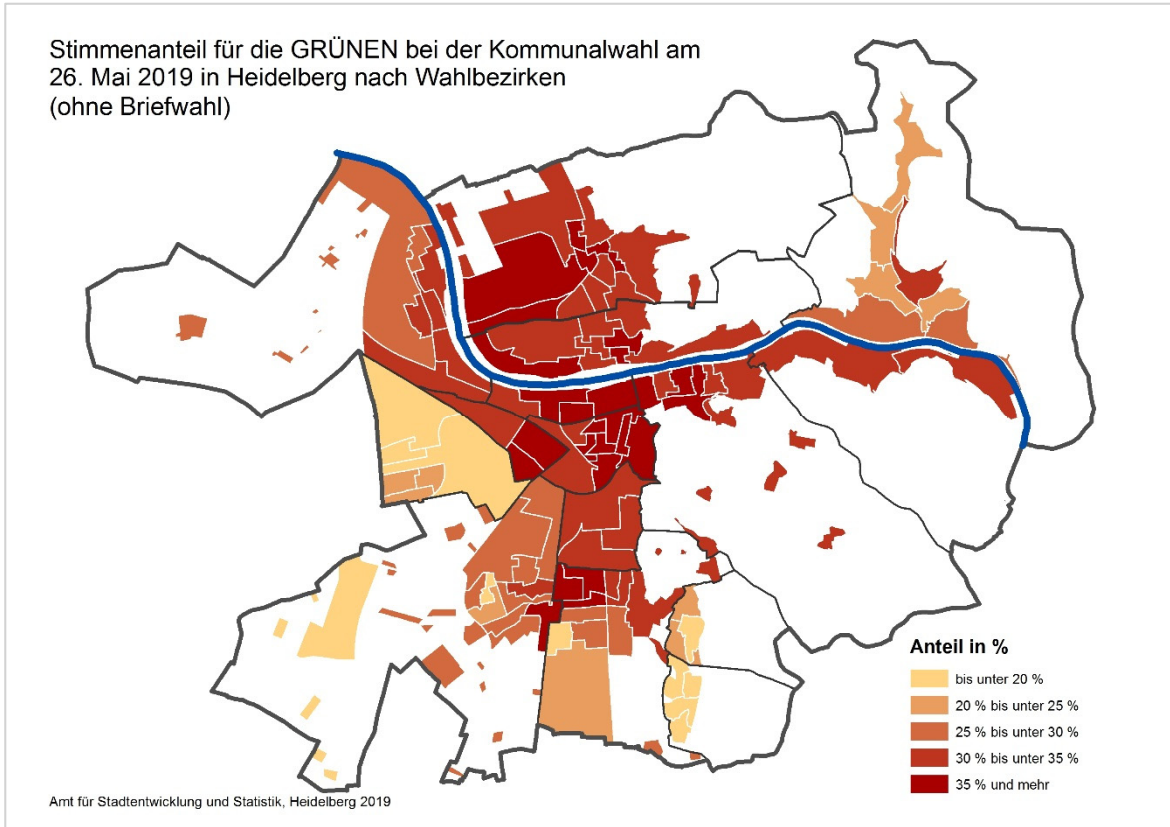 Stimmenanteil für die GRÜNEN bei der Kommunalwahl am
26. Mai 2019 in Heidelberg nach Wahlbezirken
(ohne Briefwahl)
Anteil in %
bis unter 20 %
20 % bis unter 25 %
25 % bis unter 30 %
30 % bis unter 35 %
35 % und mehr
Amt für Stadtentwicklung und Statistik, Heidelberg 2019